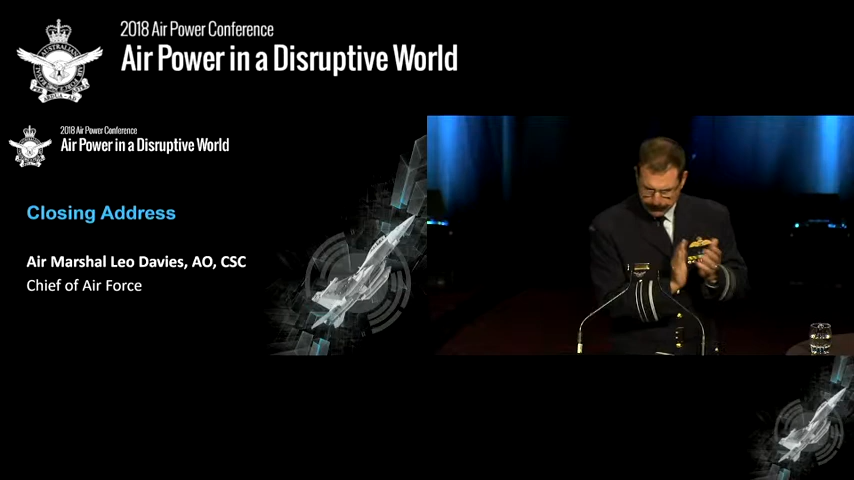 2018 Air Power Conference
Air Power in a Disruptive World
2018 Air Power Conference
Air Power in a Disruptive World
Closing Address
Air Marshal Leo Davies, AO, CSC
Chief of Air Force